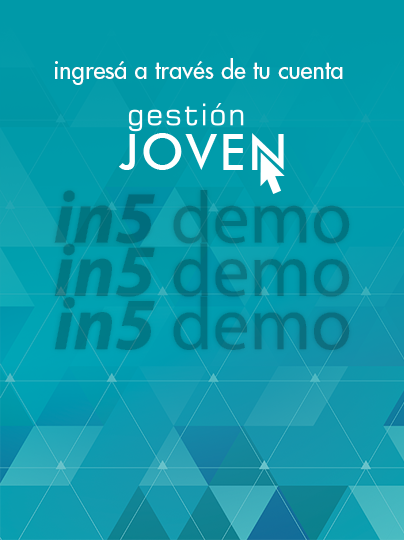 ingresá a través de tu cuenta
gestión
JOVEN
in5 demo
in5 demo
in5 demo